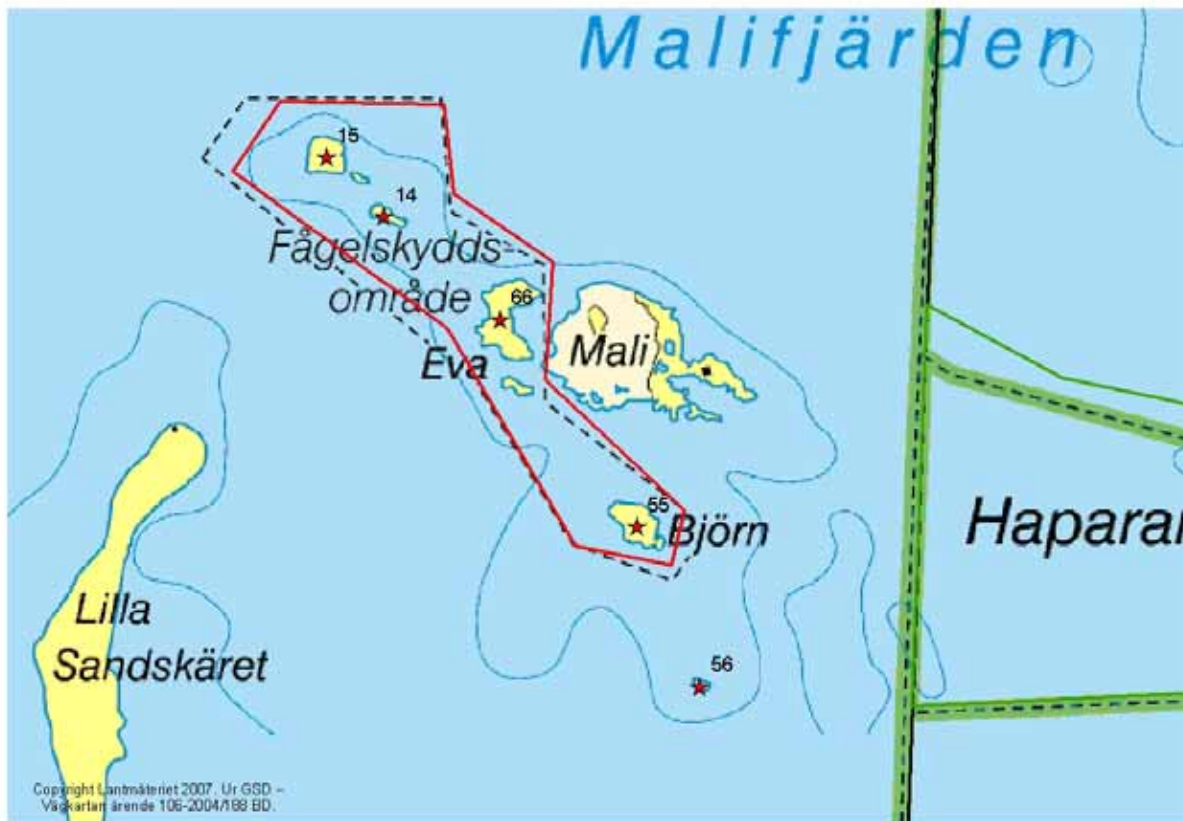 Malifjärden
15
14
Fågelskydds-
område
66
Eva
Mali
55
Björn
Haparan
Lilla
Sandskäret
56
Copyright Lantmäteriet 2007. Ur GSD –
Vägkartan ärende 106-2004/188 BD.